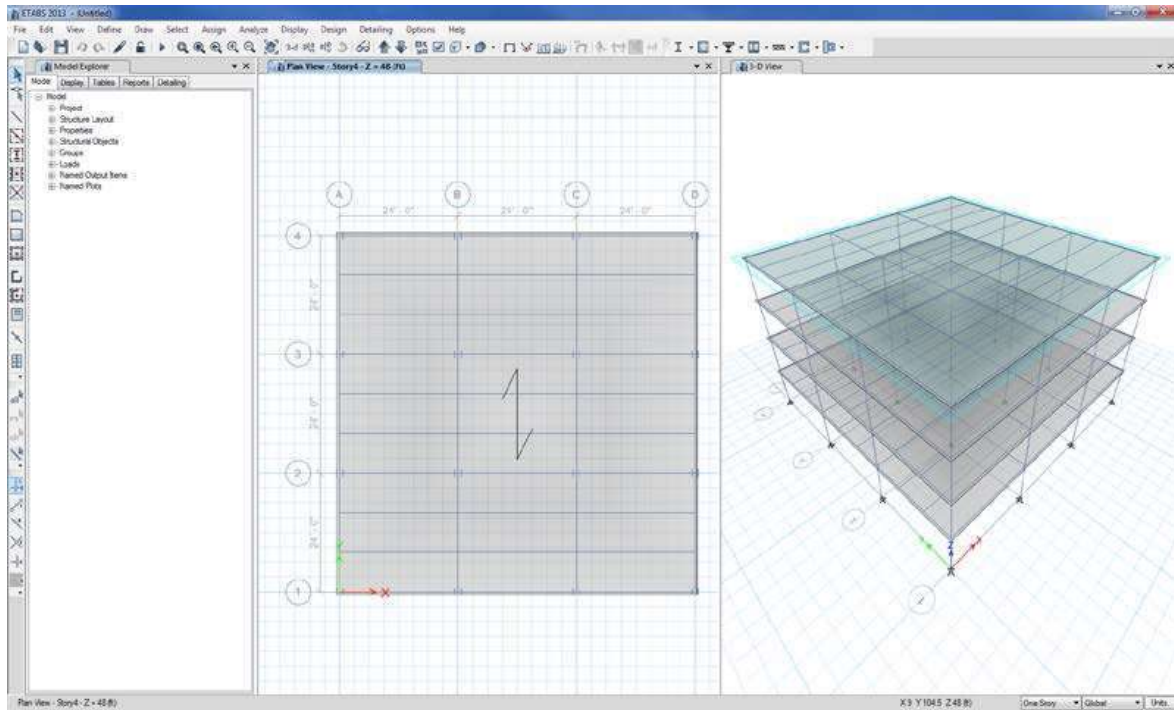 ETABS 2013 - (Untitled)
File Edit View Define Draw Select Assign Analyze Display Design Detailing Options Help
Model Explorer
Plan View - Story4 - Z = 48 (ft)
3-D View
Model Display Tables Reports Detailing
Model
Project
Structure Layout
Properties
Structural Objects
Groups
Loads
Named Output Items
Named Plots
A B C D
24'-0" 24'-0" 24'-0"
4
24'-0"
3
24'-0"
2
24'-0"
1
X
Z
Plan View - Story4 - Z = 48 (ft)
X 9 Y 104.5 Z 48 (ft)
One Story Global Units